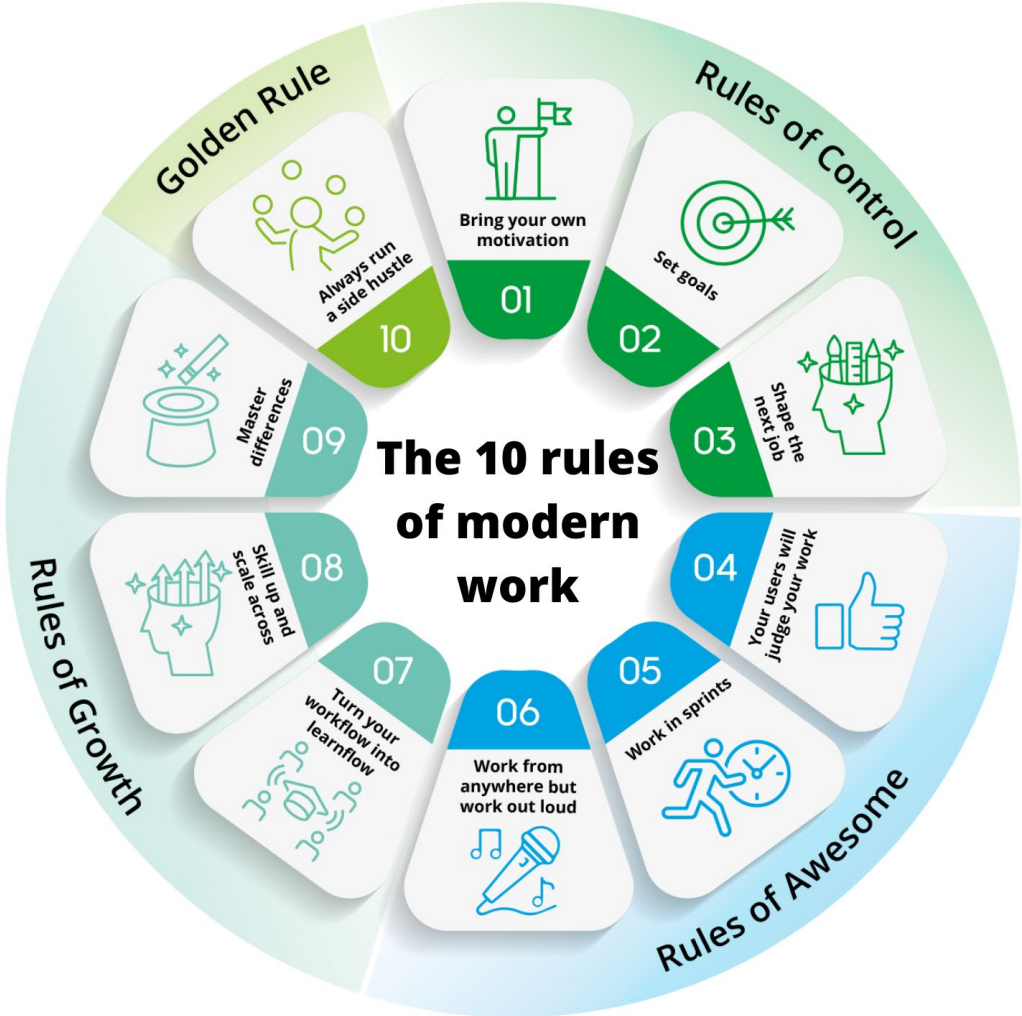 The 10 rules
of modern
work
Rules of Control
Bring your own
motivation
01
Set goals
02
Shape the
next job
03
Rules of Awesome
Your users will
judge your work
04
Work in sprints
05
06
Work from
anywhere but
work out loud
Rules of Growth
07
Turn your
workflow into
learnflow
08
Skill up and
scale across
09
Master
differences
Golden Rule
Always run
a side hustle
10